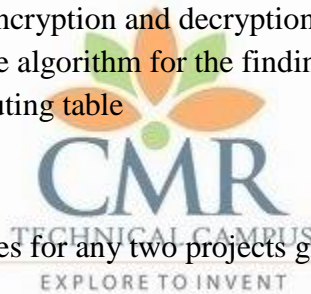 ncryption and decryption
e algorithm for the findin
uting table
CMR
TECHNICAL CAMPUS
es for any two projects g
EXPLORE TO INVENT